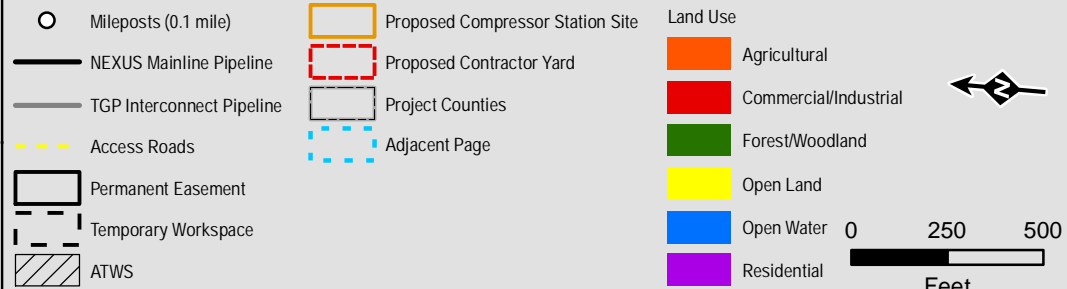 Mileposts (0.1 mile)
NEXUS Mainline Pipeline
TGP Interconnect Pipeline
Access Roads
Permanent Easement
Temporary Workspace
ATWS
Proposed Compressor Station Site
Proposed Contractor Yard
Project Counties
Adjacent Page
Land Use
Agricultural
Commercial/Industrial
Forest/Woodland
Open Land
Open Water
Residential
N
0 250 500
Feet